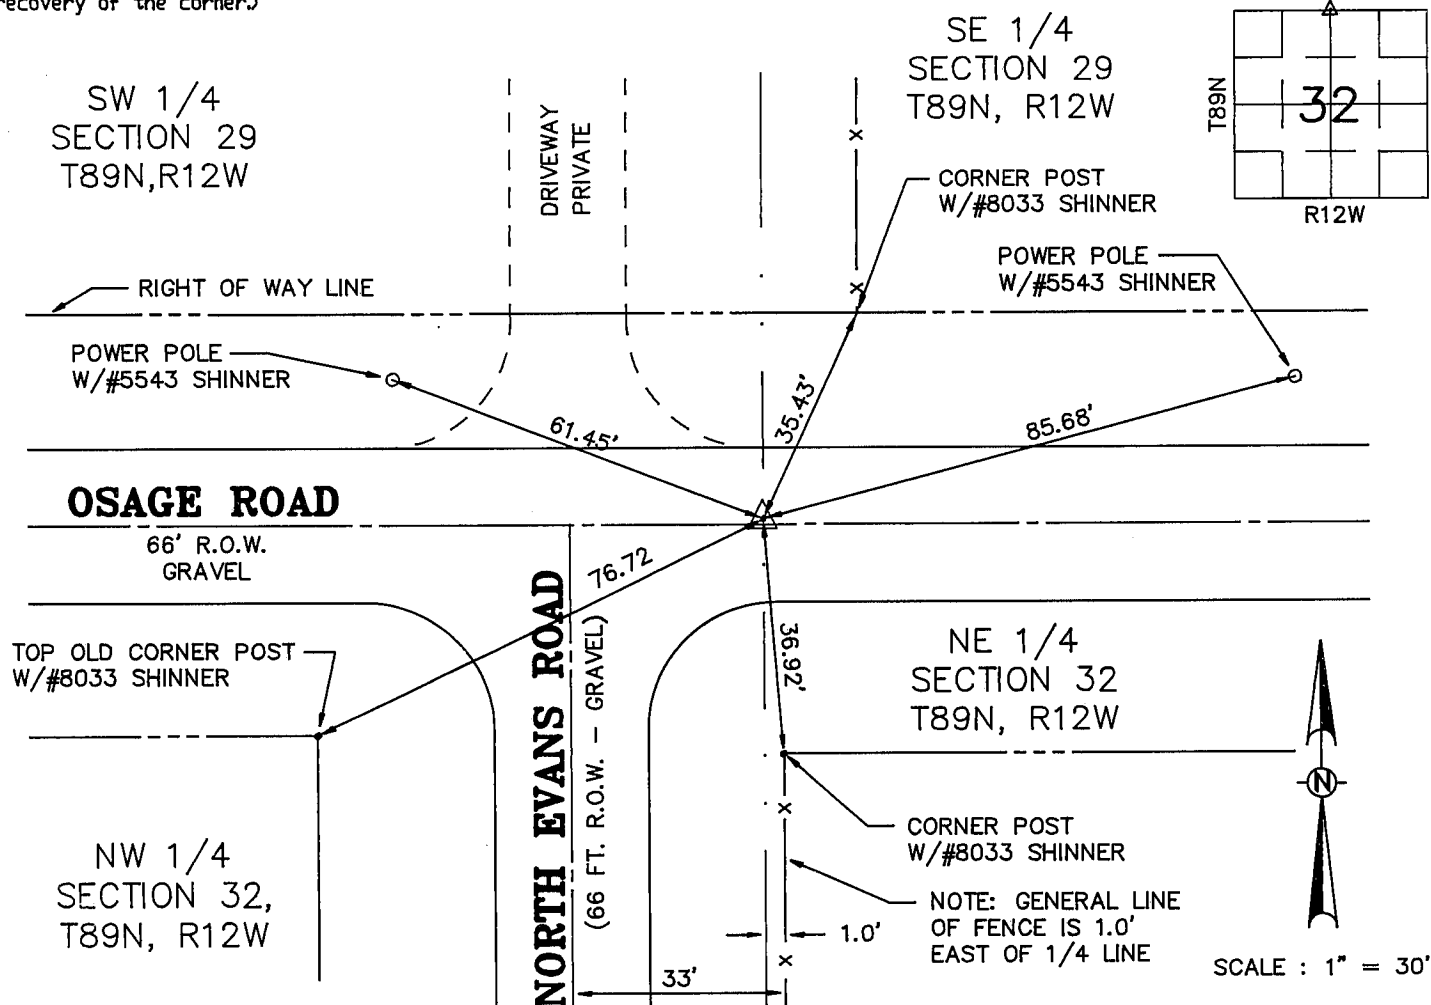 recovery of the corner.)
SW 1/4
SECTION 29
T89N,R12W
DRIVEWAY
PRIVATE
SE 1/4
SECTION 29
T89N, R12W
T89N
32
R12W
CORNER POST
W/#8033 SHINNER
POWER POLE
W/#5543 SHINNER
RIGHT OF WAY LINE
POWER POLE
W/#5543 SHINNER
x
x
61.45'
35.43'
85.68'
OSAGE ROAD
66' R.O.W.
GRAVEL
76.72
36.92'
TOP OLD CORNER POST
W/#8033 SHINNER
NORTH EVANS ROAD
(66 FT. R.O.W. - GRAVEL)
NE 1/4
SECTION 32
T89N, R12W
N
x
CORNER POST
W/#8033 SHINNER
NW 1/4
SECTION 32,
T89N, R12W
NOTE: GENERAL LINE
OF FENCE IS 1.0'
EAST OF 1/4 LINE
1.0'
x
33'
SCALE : 1" = 30'